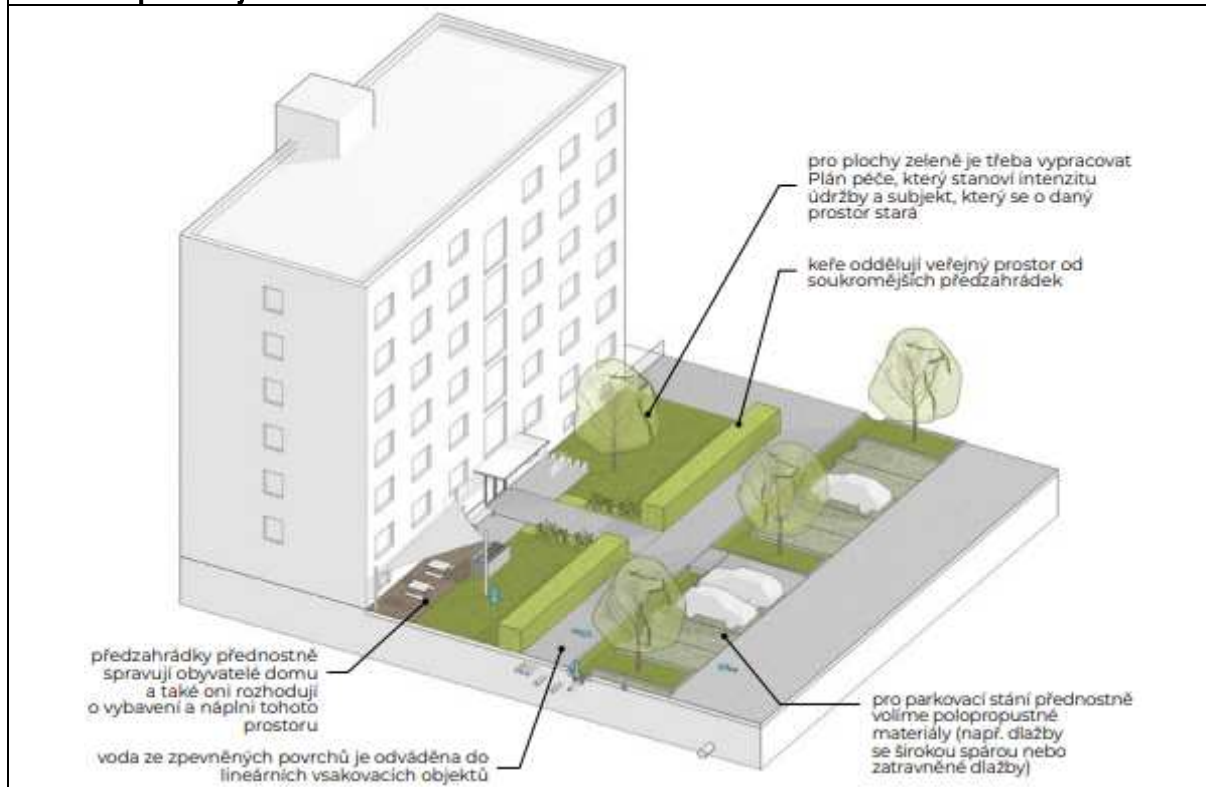 pro plochy zeleně je třeba vypracovat
Plán péče, který stanoví intenzitu
údržby a subjekt, který se o daný
prostor stará
keře oddělují veřejný prostor od
soukromějších předzahrádek
předzahrádky přednostně
spravují obyvatelé domu
a také oni rozhodují
o vybavení a náplni tohoto
prostoru
voda ze zpevněných povrchů je odváděna do
lineárních vsakovacích objektů
pro parkovací stání přednostně
volíme polopropustné
materiály (např. dlažby
se širokou spárou nebo
zatravněné dlažby)